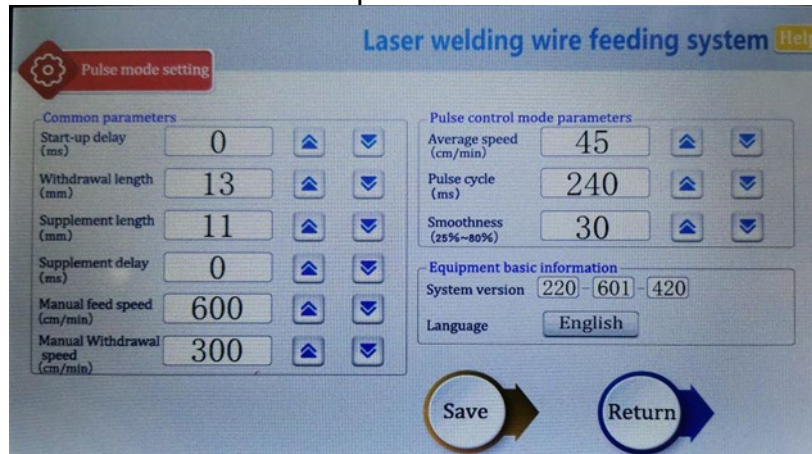 Laser welding wire feeding system
Help
Pulse mode setting
Common parameters
Start-up delay
(ms)
0
Withdrawal length
(mm)
13
Supplement length
(mm)
11
Supplement delay
(ms)
0
Manual feed speed
(cm/min)
600
Manual Withdrawal
speed
(cm/min)
300
Pulse control mode parameters
Average speed
(cm/min)
45
Pulse cycle
(ms)
240
Smoothness
(25%~80%)
30
Equipment basic information
System version 220-601-420
Language English
Save
Return